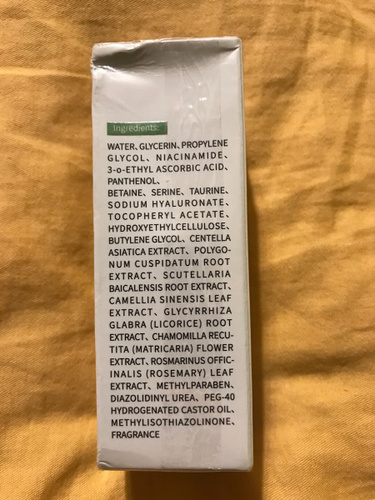 Ingredients:
WATER、GLYCERIN、PROPYLENE
GLYCOL、NIACINAMIDE、
3-o-ETHYL ASCORBIC ACID、
PANTHENOL、
BETAINE、SERINE、TAURINE、
SODIUM HYALURONATE、
TOCOPHERYL ACETATE、
HYDROXYETHYLCELLULOSE、
BUTYLENE GLYCOL、CENTELLA
ASIATICA EXTRACT、POLYGO-
NUM CUSPIDATUM ROOT
EXTRACT、SCUTELLARIA
BAICALENSIS ROOT EXTRACT、
CAMELLIA SINENSIS LEAF
EXTRACT、GLYCYRRHIZA
GLABRA (LICORICE) ROOT
EXTRACT、CHAMOMILLA RECU-
TITA (MATRICARIA) FLOWER
EXTRACT、ROSMARINUS OFFIC-
INALIS (ROSEMARY) LEAF
EXTRACT、METHYLPARABEN、
DIAZOLIDINYL UREA、PEG-40
HYDROGENATED CASTOR OIL、
METHYLISOTHIAZOLINONE、
FRAGRANCE